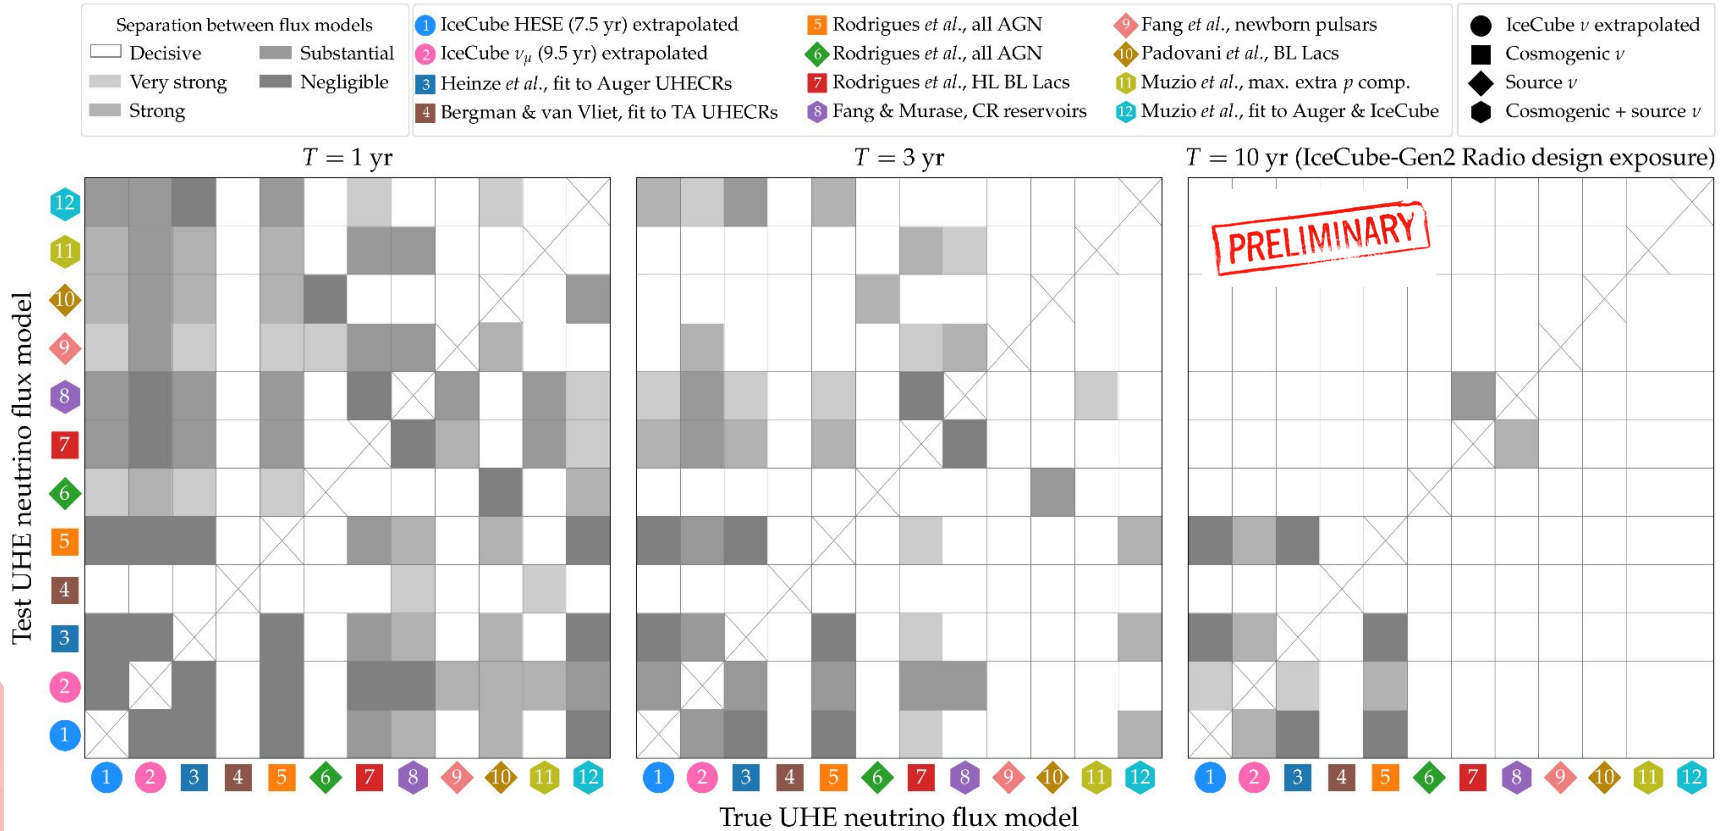 Separation between flux models
Decisive
Very strong
Strong
Substantial
Negligible
1 IceCube HESE (7.5 yr) extrapolated
2 IceCube νμ (9.5 yr) extrapolated
3 Heinze et al., fit to Auger UHECRs
4 Bergman & van Vliet, fit to TA UHECRs
5 Rodrigues et al., all AGN
6 Rodrigues et al., all AGN
7 Rodrigues et al., HL BL Lacs
8 Fang & Murase, CR reservoirs
9 Fang et al., newborn pulsars
10 Padovani et al., BL Lacs
11 Muzio et al., max. extra p comp.
12 Muzio et al., fit to Auger & IceCube
IceCube ν extrapolated
Cosmogenic ν
Source ν
Cosmogenic + source ν
T = 1 yr
T = 3 yr
T = 10 yr (IceCube-Gen2 Radio design exposure)
Test UHE neutrino flux model
12
11
10
9
8
7
6
5
4
3
2
1
PRELIMINARY
1 2 3 4 5 6 7 8 9 10 11 12
1 2 3 4 5 6 7 8 9 10 11 12
1 2 3 4 5 6 7 8 9 10 11 12
True UHE neutrino flux model